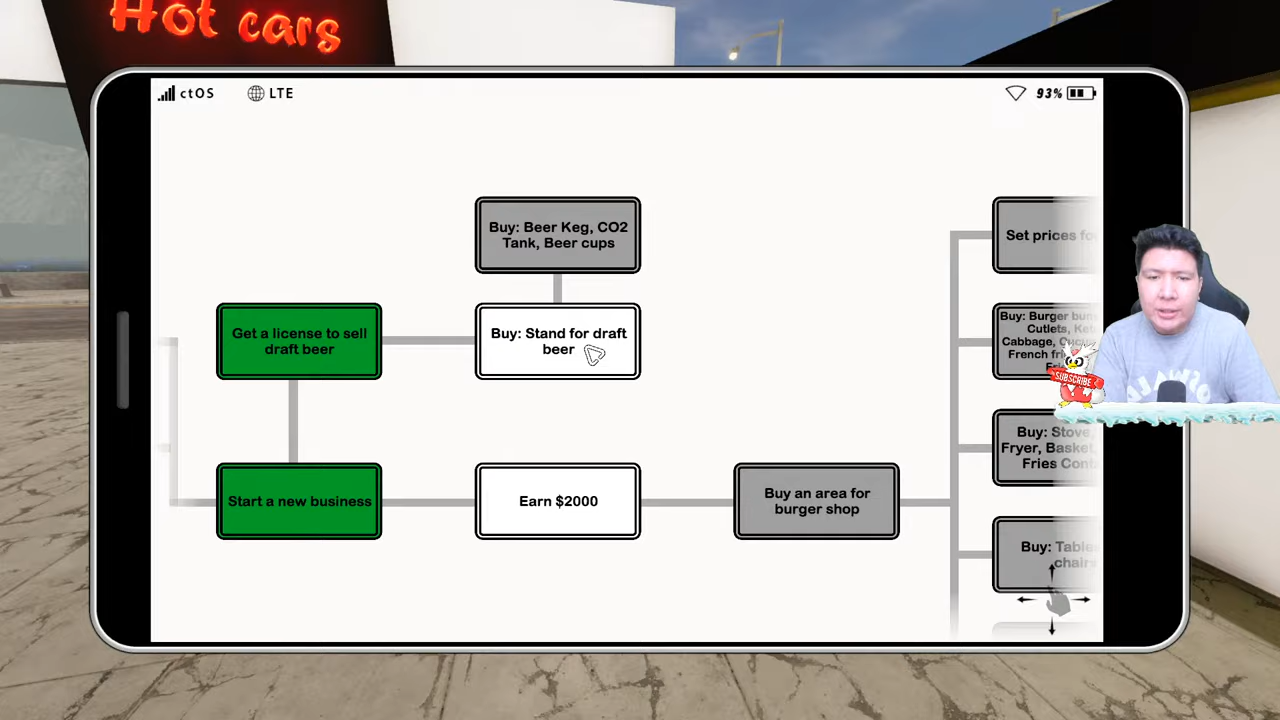 Hot cars
ctOS
LTE
93%
Buy: Beer Keg, CO2
Tank, Beer cups
Set prices
Get a license to sell
draft beer
Buy: Stand for draft
beer
Buy: Burger
Cutlets,
Cabbage,
French
SUBSCRIBE
Start a new business
Earn $2000
Buy an area for
burger shop
Buy: Stove,
Fryer, Basket,
Fries
Buy:
chairs